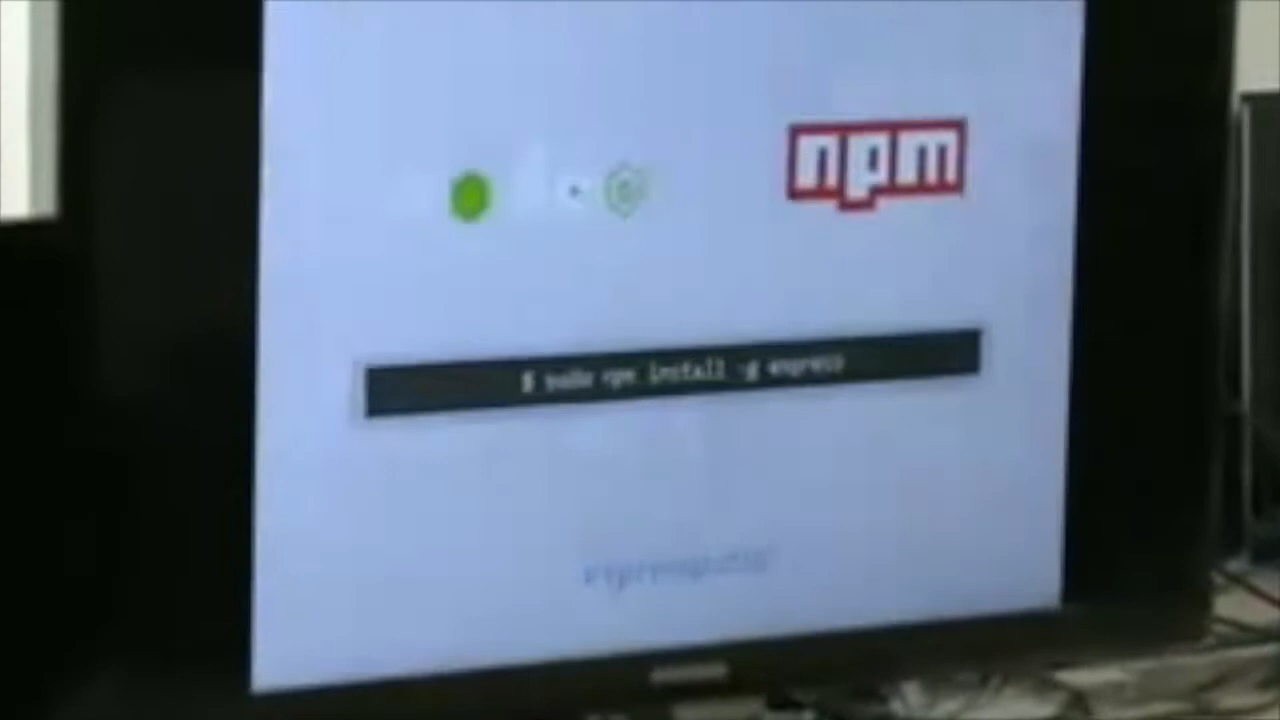 npm
$ sudo npm install -g express